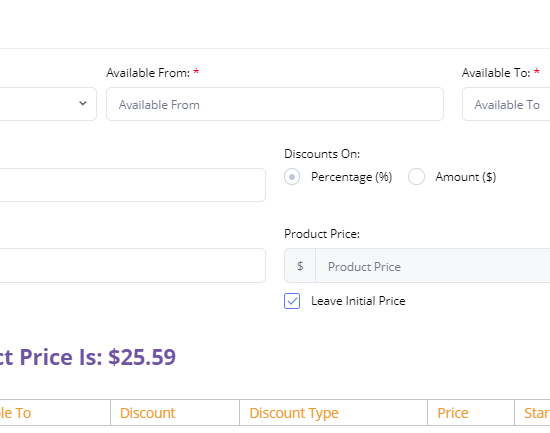 Available From: * Available To: *
Available From Available To
Discounts On:
Percentage (%) Amount ($)
Product Price:
$ Product Price
Leave Initial Price
ct Price Is: $25.59
le To Discount Discount Type Price Star